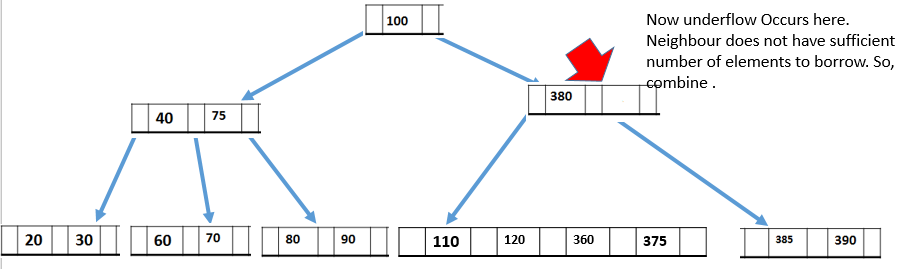 100
Now underflow Occurs here.
Neighbour does not have sufficient
number of elements to borrow. So,
combine .
380
40 75
20 30 60 70 80 90 110 120 360 375 385 390